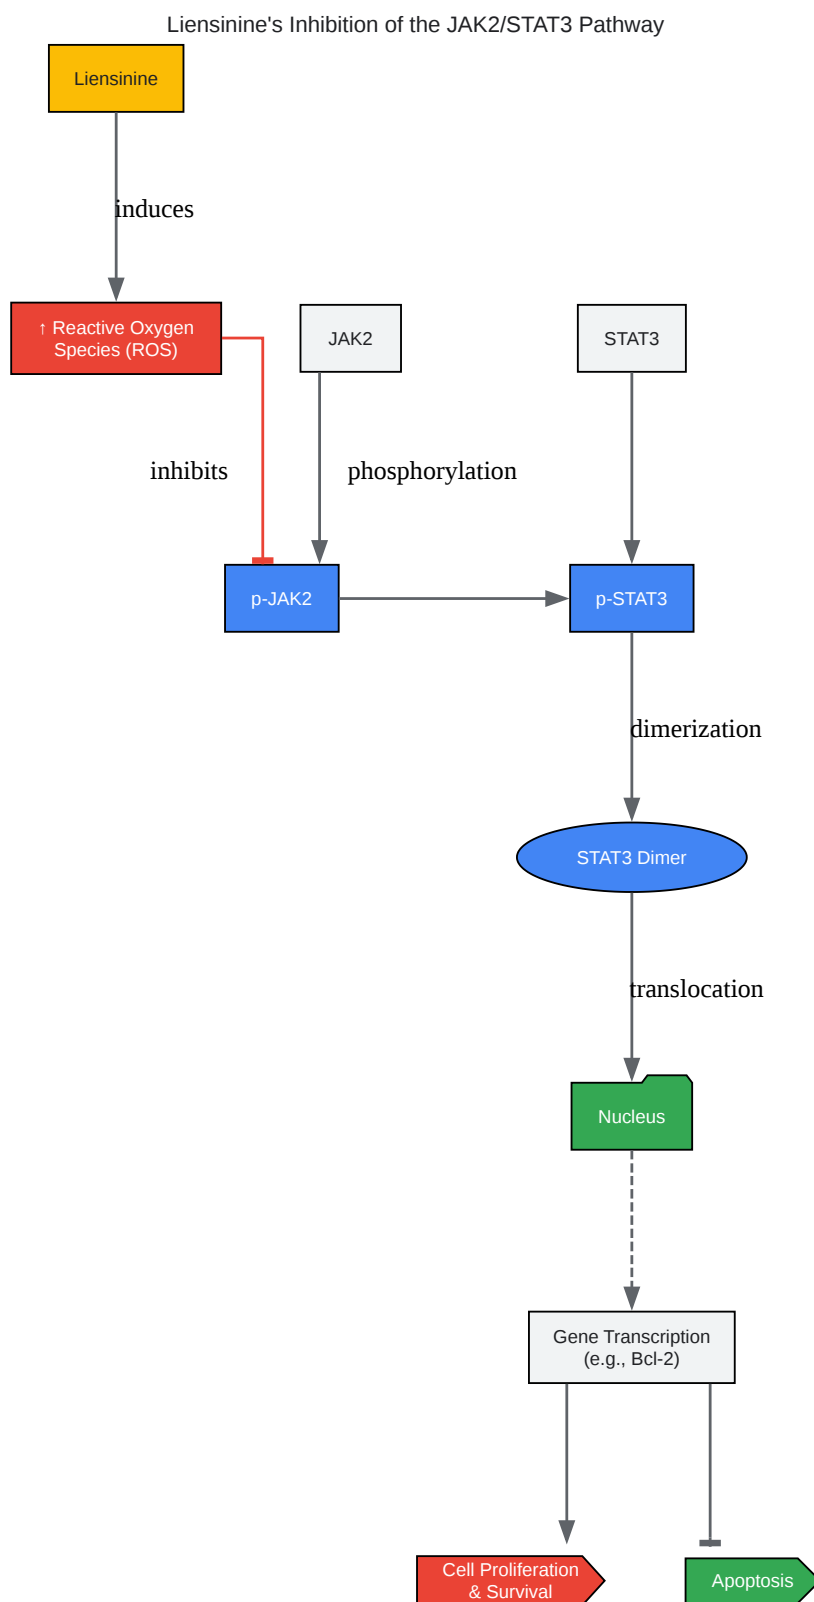 Liensinine's Inhibition of the JAK2/STAT3 Pathway
Liensinine
induces
↑ Reactive Oxygen
Species (ROS)
JAK2
STAT3
inhibits
phosphorylation
p-JAK2
p-STAT3
dimerization
STAT3 Dimer
translocation
Nucleus
Gene Transcription
(e.g., Bcl-2)
Cell Proliferation
& Survival
Apoptosis